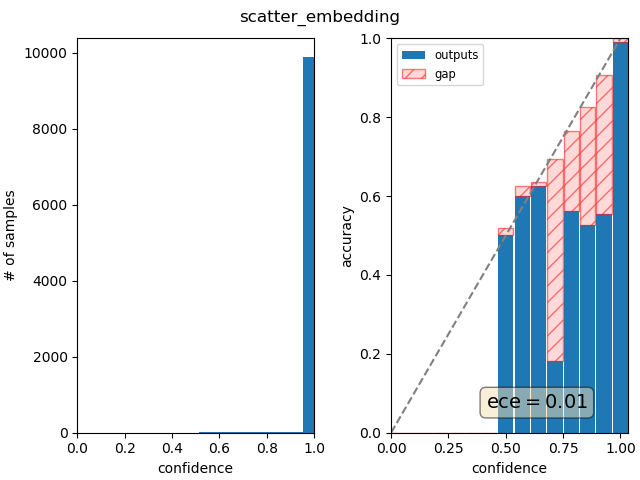 scatter_embedding
10000
8000
6000
4000
2000
0
# of samples
0.0 0.2 0.4 0.6 0.8 1.0
confidence
outputs
gap
1.0
0.8
0.6
0.4
0.2
0.0
accuracy
ece = 0.01
0.00 0.25 0.50 0.75 1.00
confidence